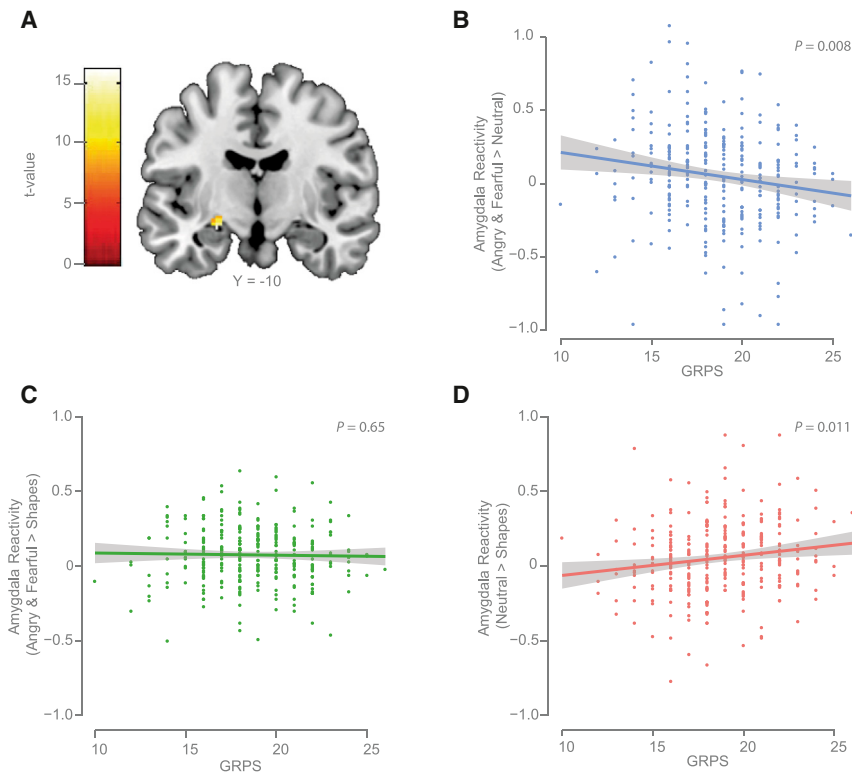 A
t-value
15
10
5
0
Y = -10
B
P = 0.008
Amygdala Reactivity
(Angry & Fearful > Neutral)
1.0
0.5
0
−0.5
−1.0
10
15
20
25
GRPS
C
P = 0.65
Amygdala Reactivity
(Angry & Fearful > Shapes)
1.0
0.5
0
−0.5
−1.0
10
15
20
25
GRPS
D
P = 0.011
Amygdala Reactivity
(Neutral > Shapes)
1.0
0.5
0.0
−0.5
−1.0
10
15
20
25
GRPS